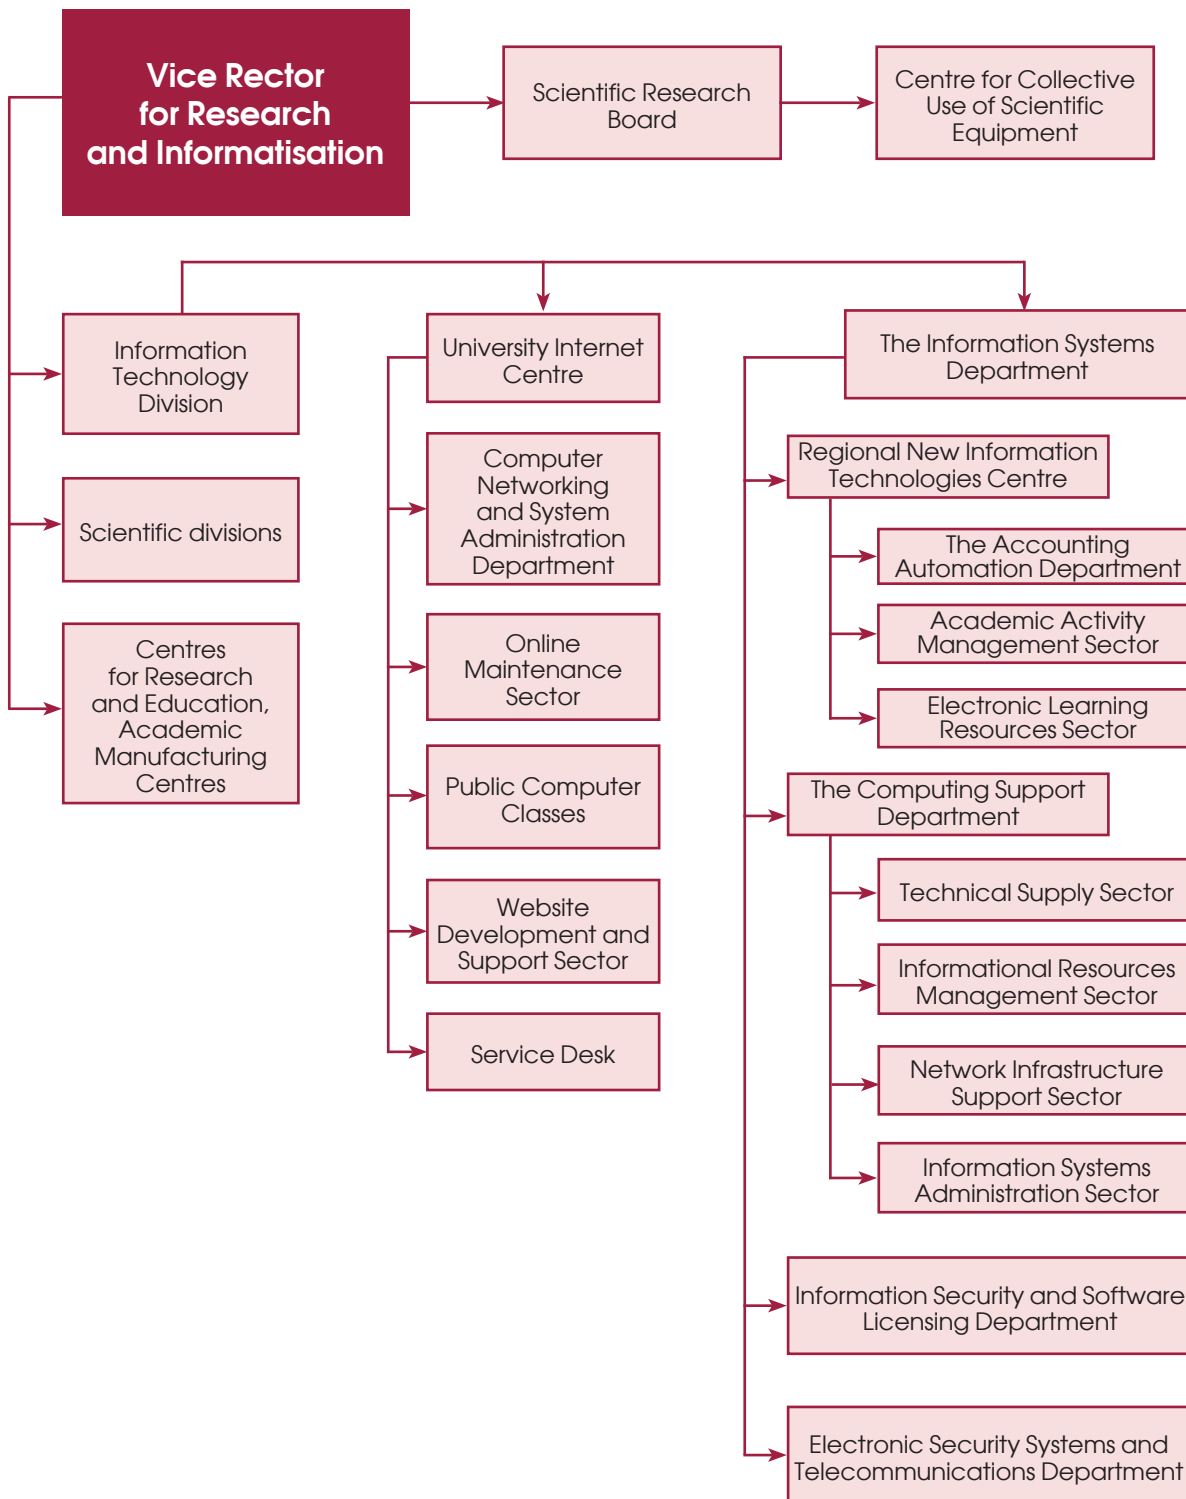 Vice Rector
for Research
and Informatisation
Scientific Research
Board
Centre for Collective
Use of Scientific
Equipment
Information
Technology
Division
Scientific divisions
Centres
for Research
and Education,
Academic
Manufacturing
Centres
University Internet
Centre
Computer
Networking
and System
Administration
Department
Online
Maintenance
Sector
Public Computer
Classes
Website
Development and
Support Sector
Service Desk
The Information Systems
Department
Regional New Information
Technologies Centre
The Accounting
Automation Department
Academic Activity
Management Sector
Electronic Learning
Resources Sector
The Computing Support
Department
Technical Supply Sector
Informational Resources
Management Sector
Network Infrastructure
Support Sector
Information Systems
Administration Sector
Information Security and Software
Licensing Department
Electronic Security Systems and
Telecommunications Department